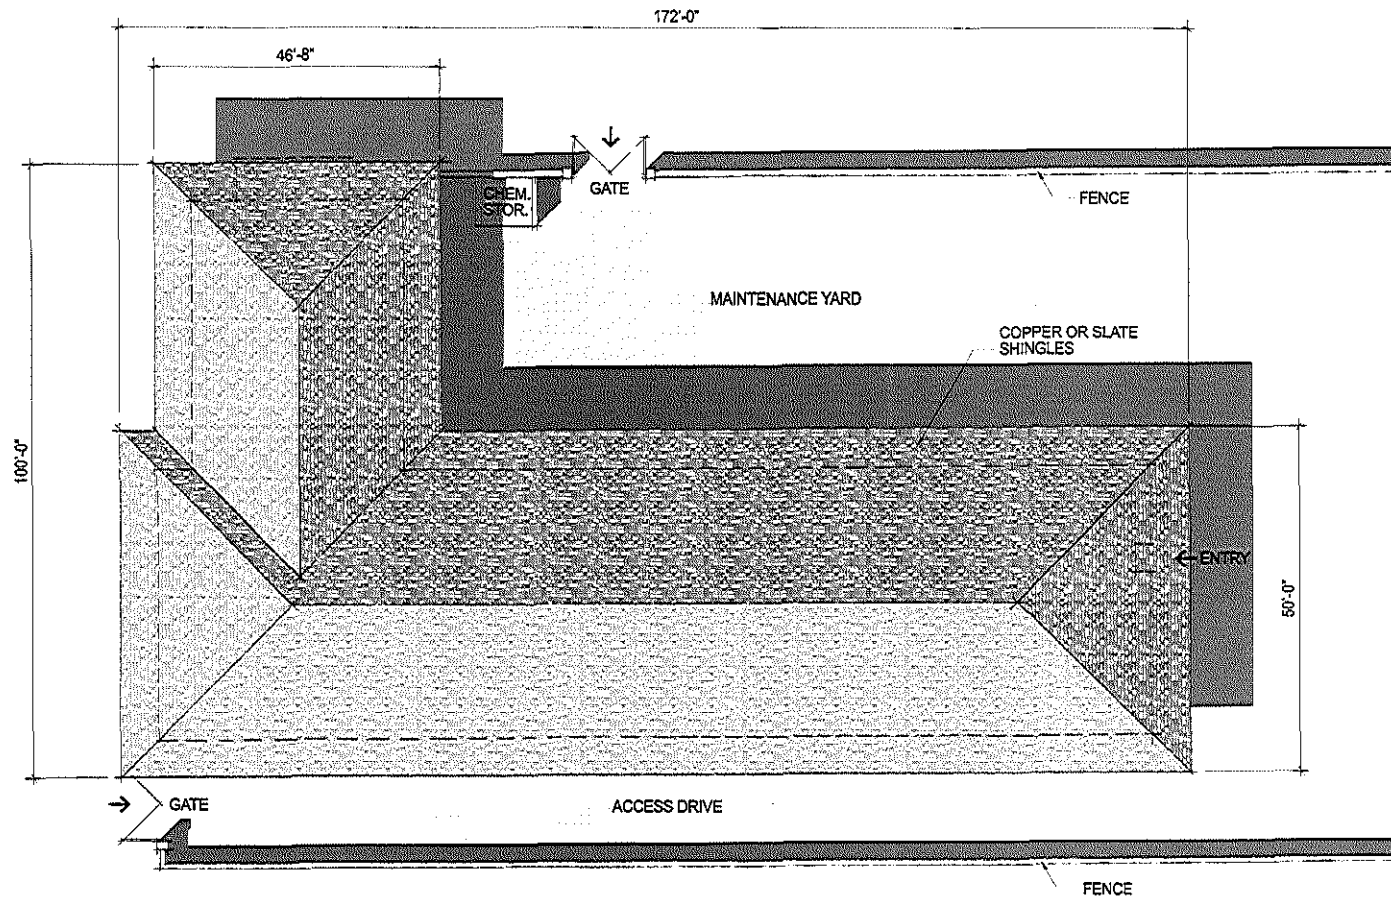 172'-0"
46'-8"
GATE
CHEM.
STOR.
FENCE
MAINTENANCE YARD
COPPER OR SLATE
SHINGLES
100'-0"
ENTRY
50'-0"
GATE
ACCESS DRIVE
FENCE